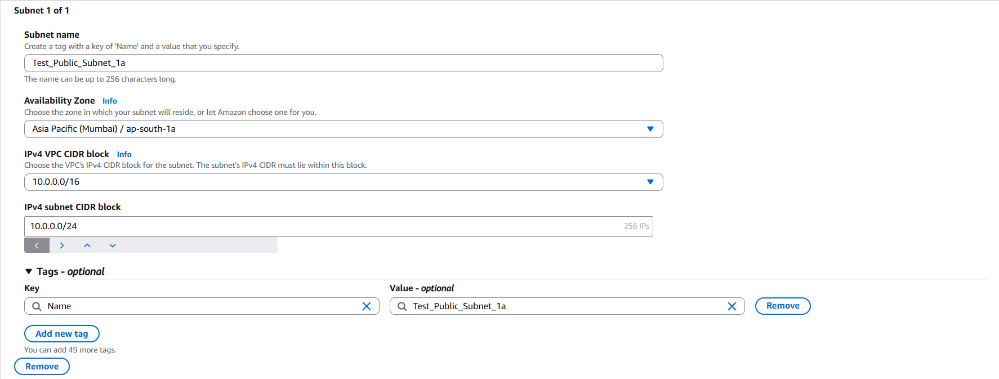 Subnet 1 of 1
Subnet name
Create a tag with a key of 'Name' and a value that you specify.
Test_Public_Subnet_1a
The name can be up to 256 characters long.
Availability Zone Info
Choose the zone in which your subnet will reside, or let Amazon choose one for you.
Asia Pacific (Mumbai) / ap-south-1a
IPv4 VPC CIDR block Info
Choose the VPC's IPv4 CIDR block for the subnet. The subnet's IPv4 CIDR must lie within this block.
10.0.0.0/16
IPv4 subnet CIDR block
10.0.0.0/24 256 IPs
Tags - optional
Key Value - optional
Name Test_Public_Subnet_1a Remove
Add new tag
You can add 49 more tags.
Remove